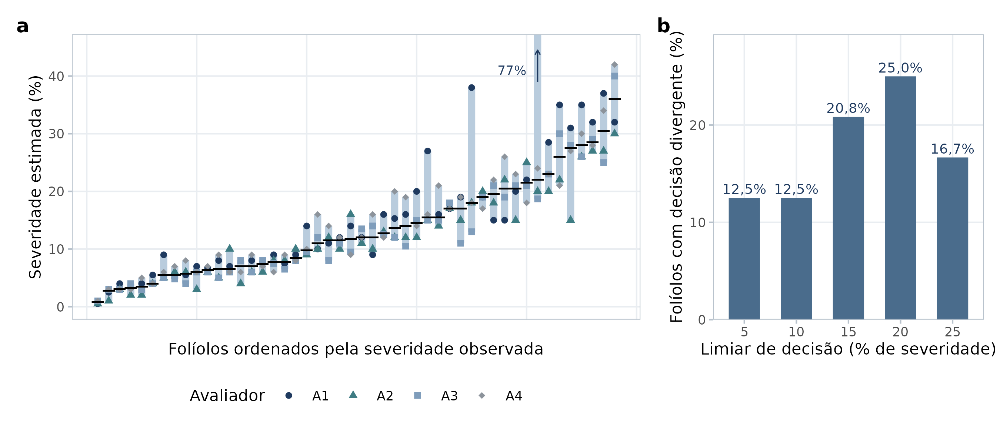 a
Severidade estimada (%)
40
30
20
10
0
77%
Folíolos ordenados pela severidade observada
Avaliador A1 A2 A3 A4
b
Folíolos com decisão divergente (%)
20
10
0
12,5%
12,5%
20,8%
25,0%
16,7%
5 10 15 20 25
Limiar de decisão (% de severidade)